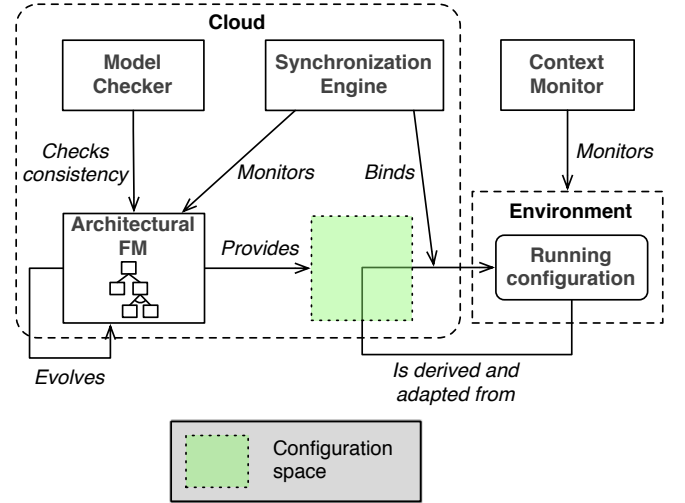 Cloud
Model
Checker
Synchronization
Engine
Context
Monitor
Checks
consistency
Monitors
Binds
Monitors
Architectural
FM
Provides
Environment
Running
configuration
Evolves
Is derived and
adapted from
Configuration
space